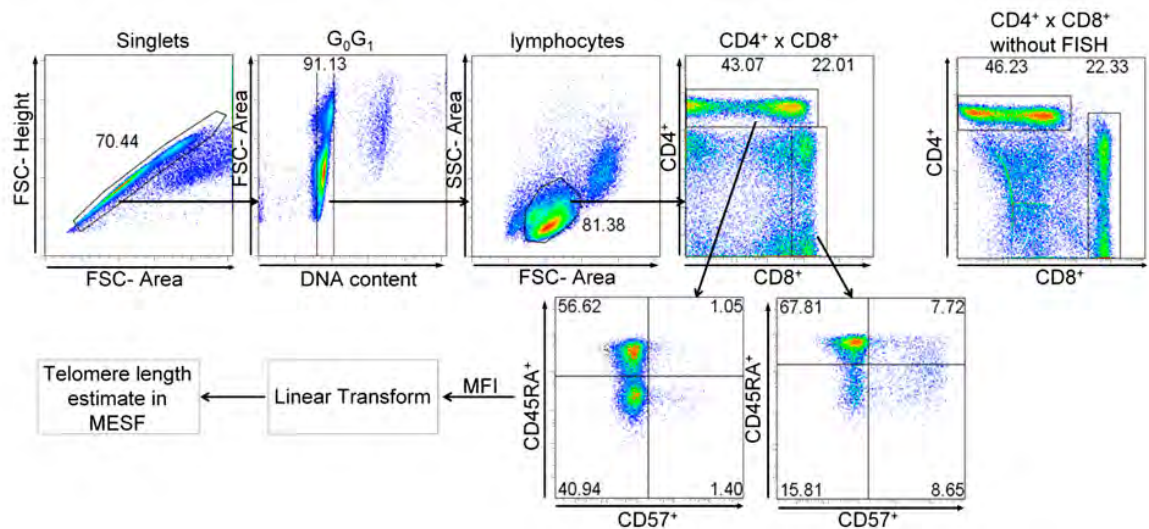 Singlets
70.44
FSC- Height
FSC- Area
G₀G₁
91.13
FSC- Area
DNA content
lymphocytes
81.38
SSC- Area
FSC- Area
CD4⁺ x CD8⁺
43.07 22.01
CD4⁺
CD8⁺
CD4⁺ x CD8⁺
without FISH
46.23 22.33
CD4⁺
CD8⁺
56.62 1.05
CD45RA⁺
40.94 1.40
CD57⁺
67.81 7.72
CD45RA⁺
15.81 8.65
CD57⁺
MFI
Linear Transform
Telomere length
estimate in
MESF